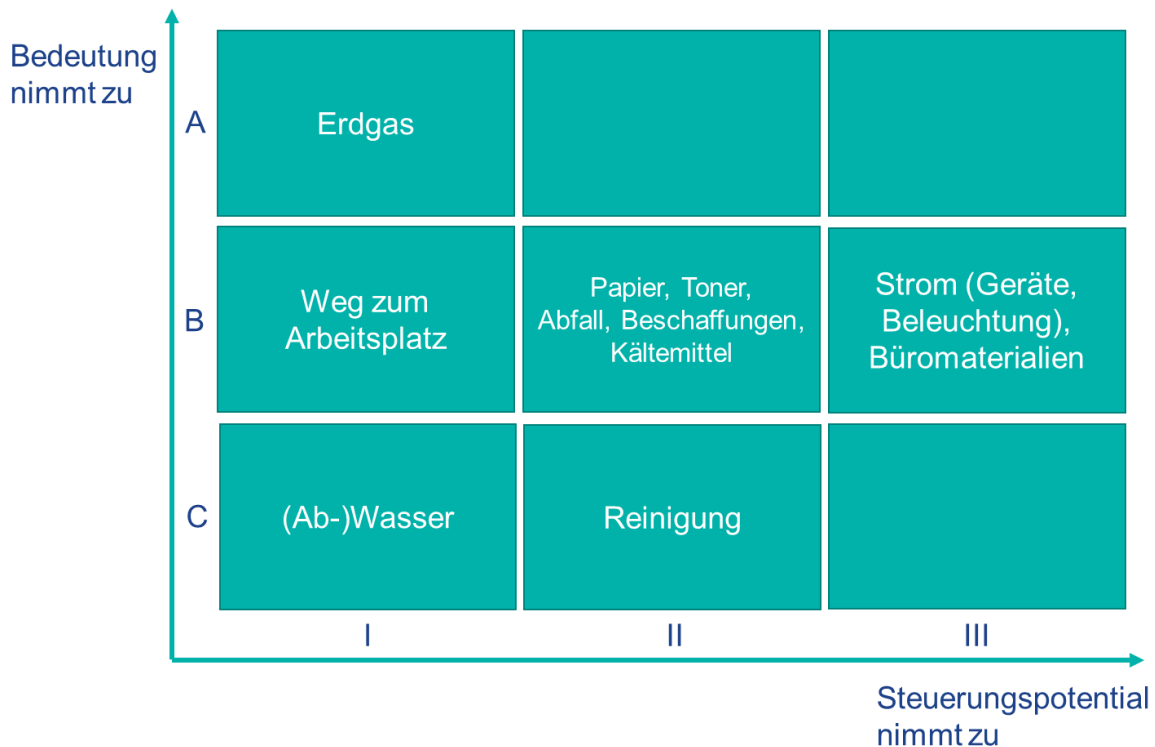 Bedeutung
nimmt zu
A
Erdgas
B
Weg zum
Arbeitsplatz
Papier, Toner,
Abfall, Beschaffungen,
Kältemittel
Strom (Geräte,
Beleuchtung),
Büromaterialien
C
(Ab-)Wasser
Reinigung
I
II
III
Steuerungspotential
nimmt zu